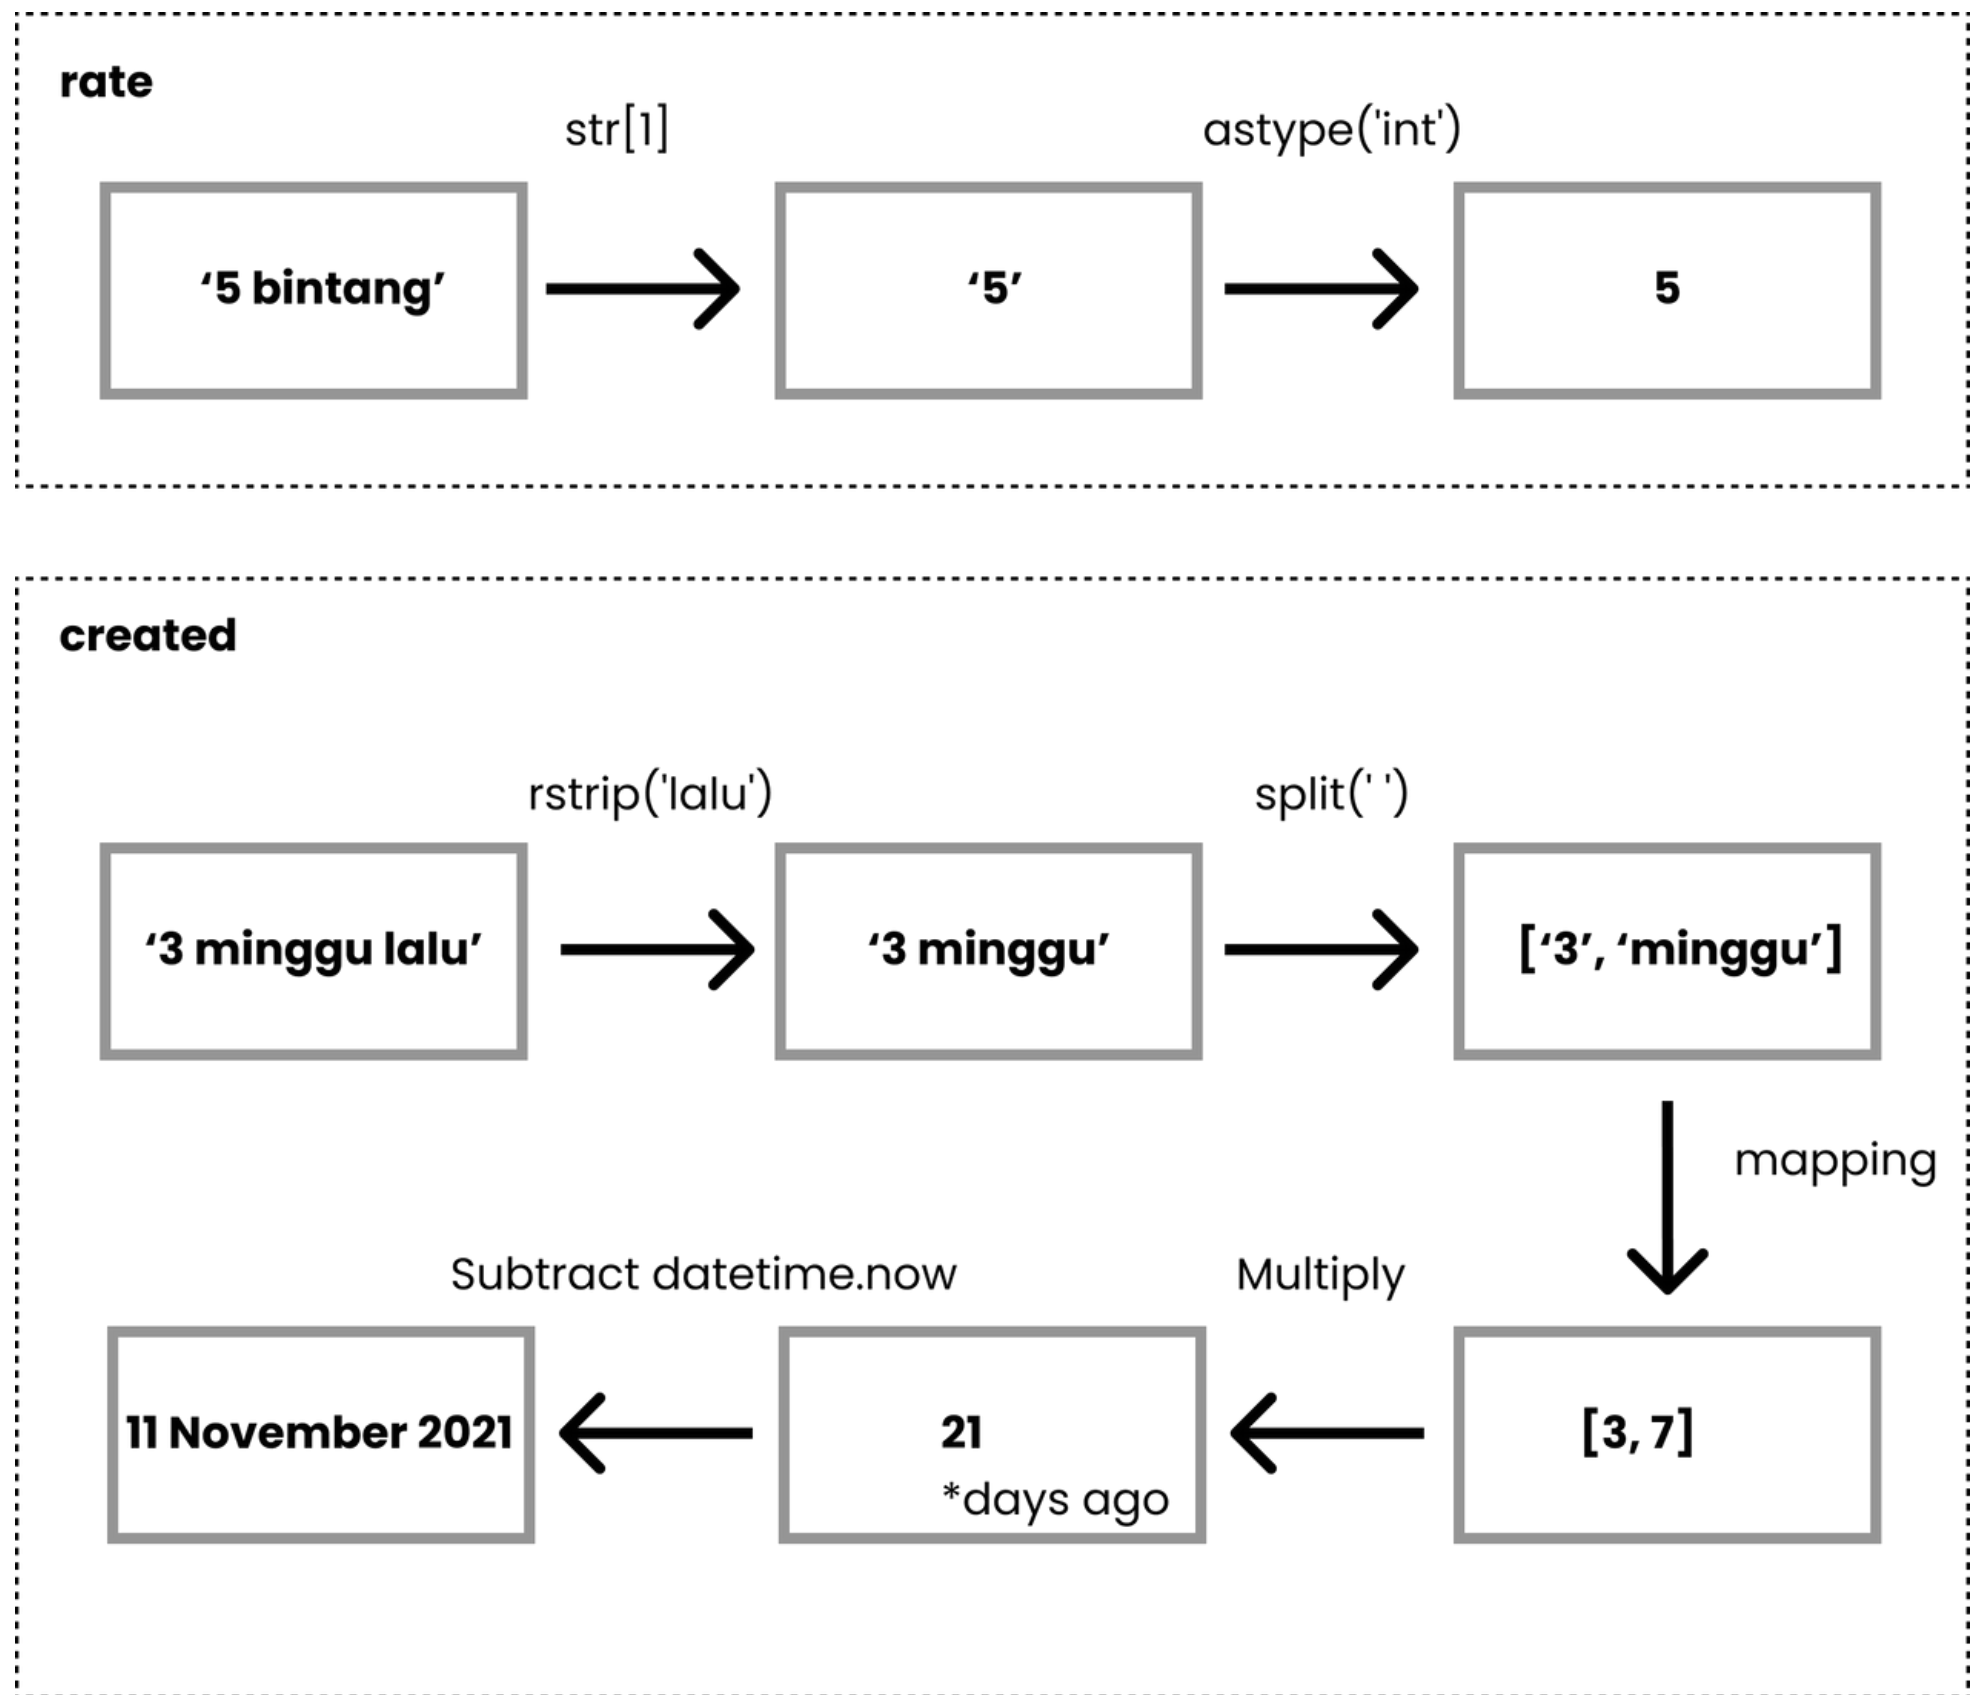 rate
str[1]
astype('int')
‘5 bintang’
‘5’
5
created
rstrip('lalu')
split(' ')
‘3 minggu lalu’
‘3 minggu’
[‘3’, ‘minggu’]
mapping
Subtract datetime.now
Multiply
11 November 2021
21
*days ago
[3, 7]